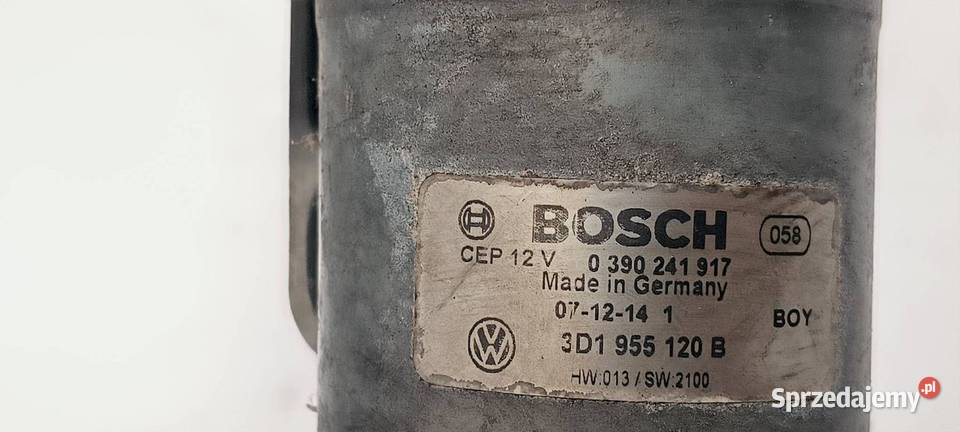 BOSCH 058
CEP 12 V 0 390 241 917
Made in Germany
07-12-14 1 BOY
3D1 955 120 B
HW:013 / SW:2100
Sprzedajemy.pl